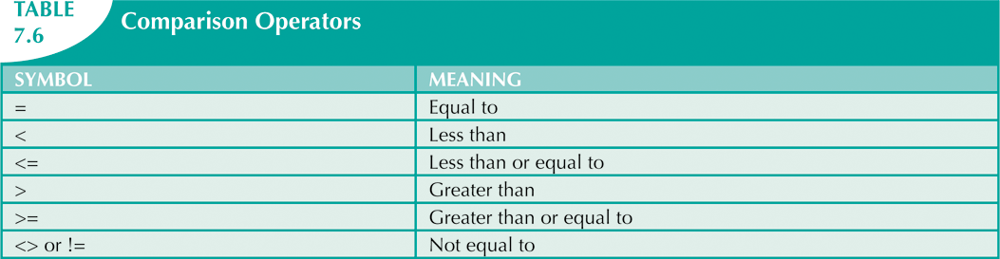 TABLE 7.6
Comparison Operators
SYMBOL MEANING
= Equal to
< Less than
<= Less than or equal to
> Greater than
>= Greater than or equal to
<> or != Not equal to